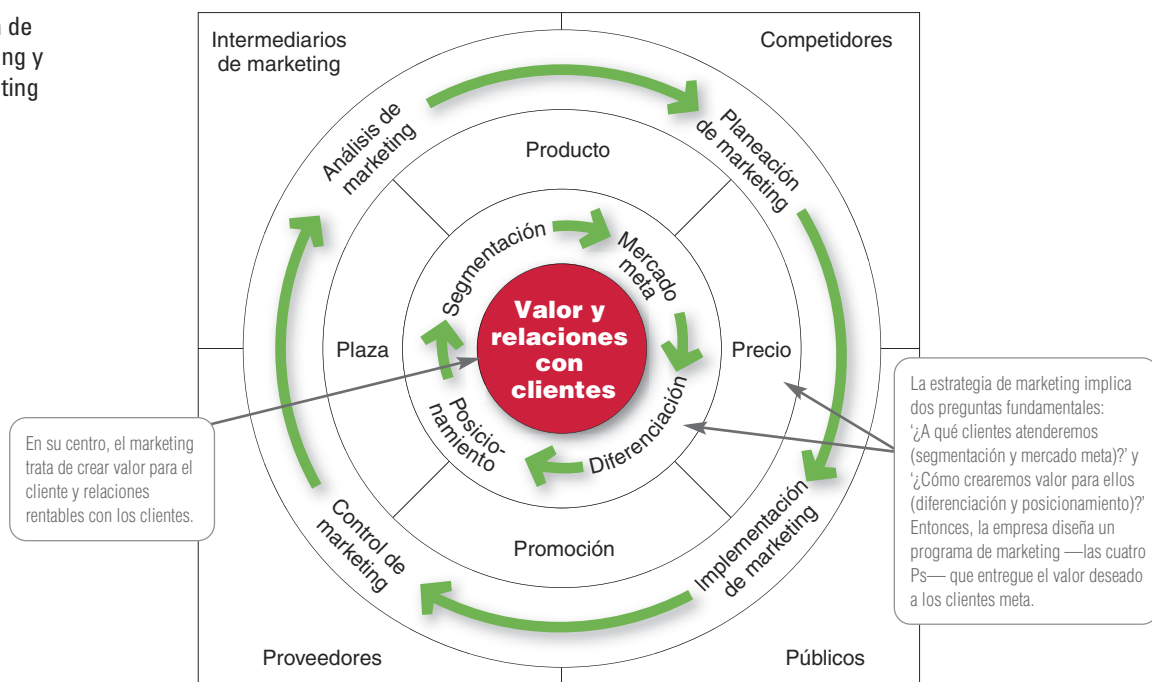 n de
ng y
ting
Intermediarios
de marketing
Competidores
Análisis de
marketing
Planeación
de marketing
Producto
Segmentación
Mercado
meta
Valor y
relaciones
con
clientes
Plaza
Precio
Posicio-
namiento
Diferenciación
Promoción
Control de
marketing
Implementación
de marketing
Proveedores
Públicos
En su centro, el marketing
trata de crear valor para el
cliente y relaciones
rentables con los clientes.
La estrategia de marketing implica
dos preguntas fundamentales:
‘¿A qué clientes atenderemos
(segmentación y mercado meta)?’ y
‘¿Cómo crearemos valor para ellos
(diferenciación y posicionamiento)?’
Entonces, la empresa diseña un
programa de marketing —las cuatro
Ps— que entregue el valor deseado
a los clientes meta.